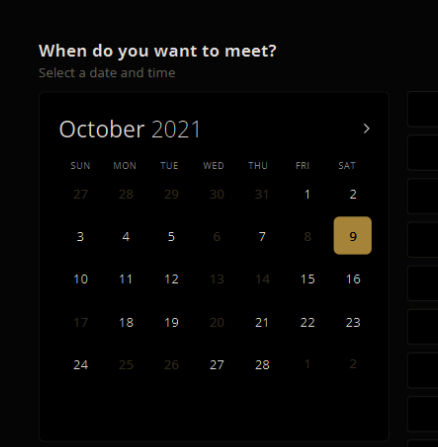 When do you want to meet?
Select a date and time
October 2021
SUN MON TUE WED THU FRI SAT
27 28 29 30 31 1 2
3 4 5 6 7 8 9
10 11 12 13 14 15 16
17 18 19 20 21 22 23
24 25 26 27 28 1 2